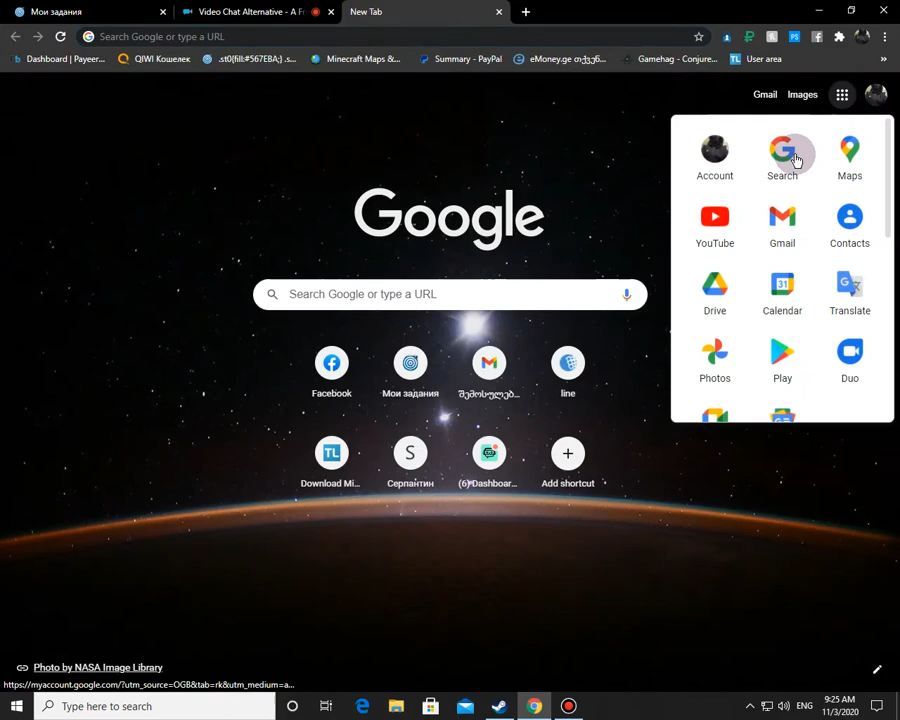 Мои задания
Video Chat Alternative - A F
New Tab
Search Google or type a URL
Dashboard | Payeer...
QIWI Кошелек
.st0{fill:#567EBA;} .s...
Minecraft Maps &...
Summary - PayPal
eMoney.ge თქვენ...
Gamehag - Conjure...
User area
»
Gmail
Images
Account
Search
Maps
YouTube
Gmail
Contacts
Drive
Calendar
Translate
Photos
Play
Duo
Google
Search Google or type a URL
Facebook
Мои задания
შემოსულებ...
line
Download Mi...
Серпантин
(6) Dashboar...
Add shortcut
Photo by NASA Image Library
https://myaccount.google.com/?utm_source=OGB&tab=rk&utm_medium=a...
Type here to search
ENG
9:25 AM
11/3/2020